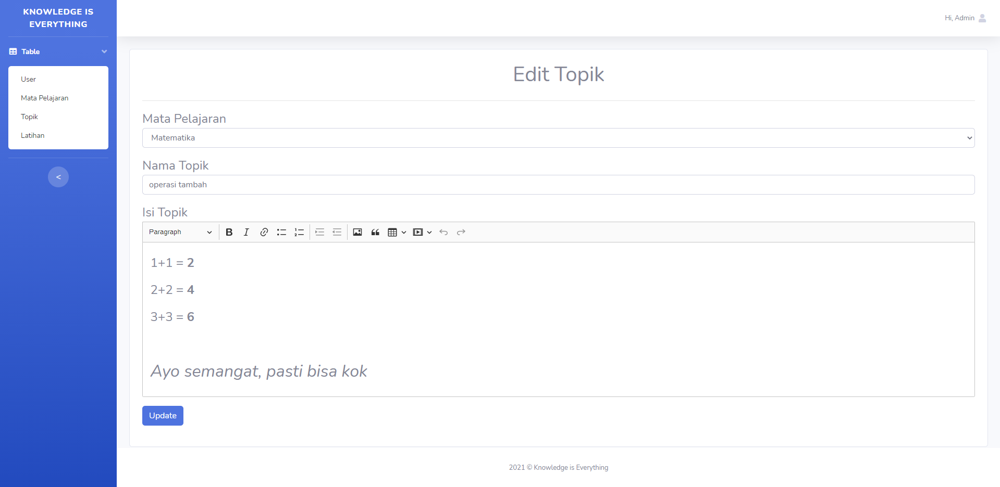 KNOWLEDGE IS
EVERYTHING
Table
User
Mata Pelajaran
Topik
Latihan
<
Hi, Admin
Edit Topik
Mata Pelajaran
Matematika
Nama Topik
operasi tambah
Isi Topik
Paragraph
1+1 = 2
2+2 = 4
3+3 = 6
Ayo semangat, pasti bisa kok
Update
2021 © Knowledge is Everything